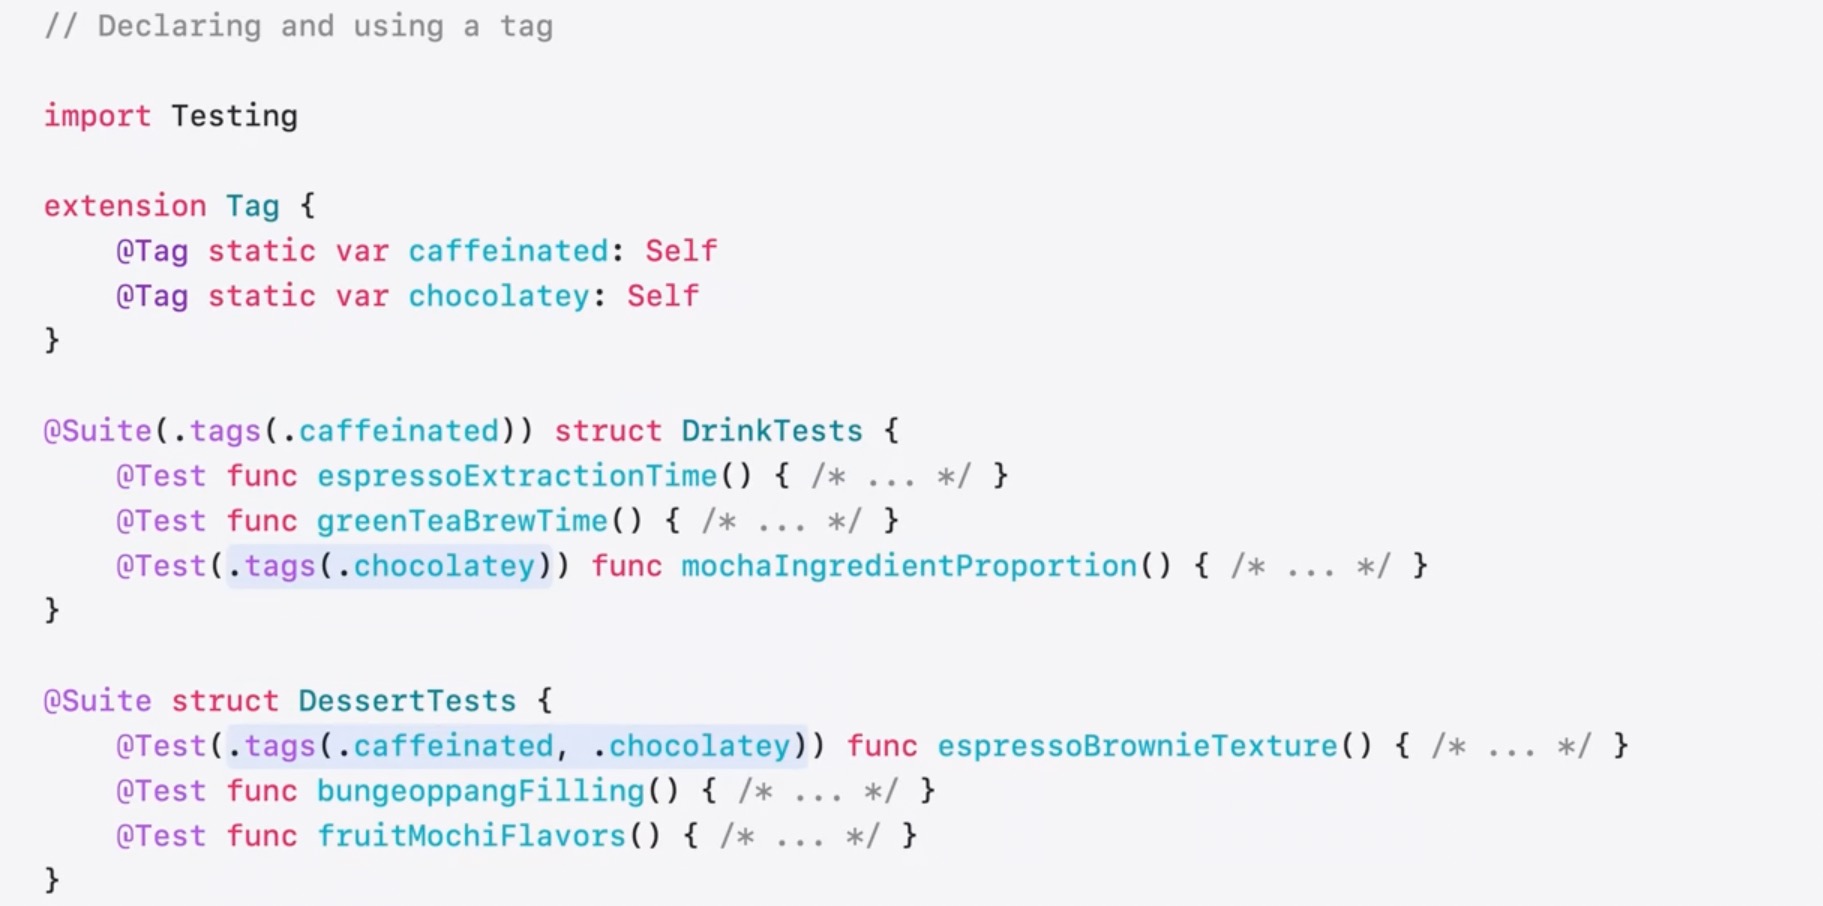 // Declaring and using a tag
import Testing
extension Tag {
    @Tag static var caffeinated: Self
    @Tag static var chocolatey: Self
}
@Suite(.tags(.caffeinated)) struct DrinkTests {
    @Test func espressoExtractionTime() { /* ... */ }
    @Test func greenTeaBrewTime() { /* ... */ }
    @Test(.tags(.chocolatey)) func mochaIngredientProportion() { /* ... */ }
}
@Suite struct DessertTests {
    @Test(.tags(.caffeinated, .chocolatey)) func espressoBrownieTexture() { /* ... */ }
    @Test func bungeoppangFilling() { /* ... */ }
    @Test func fruitMochiFlavors() { /* ... */ }
}